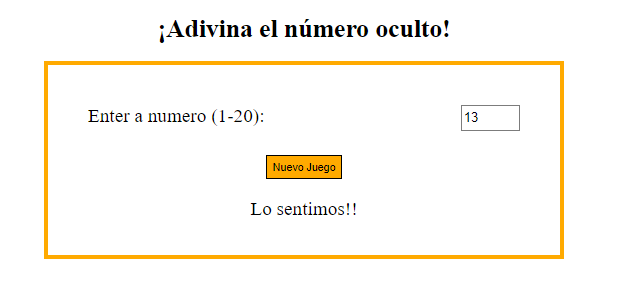 ¡Adivina el número oculto!
Enter a numero (1-20): 13
Nuevo Juego
Lo sentimos!!